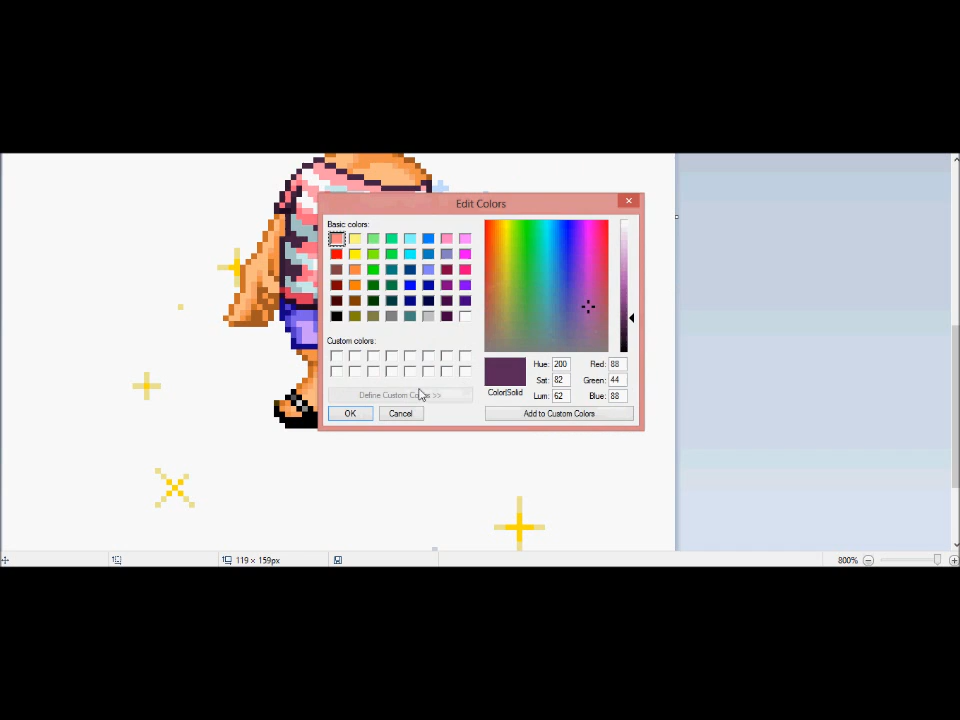 Edit Colors
Basic colors:
Custom colors:
Define Custom Colors >>
OK Cancel
Hue: 200 Red: 88
Sat: 82 Green: 44
Lum: 62 Blue: 88
Color|Solid
Add to Custom Colors
119 × 159px 800%